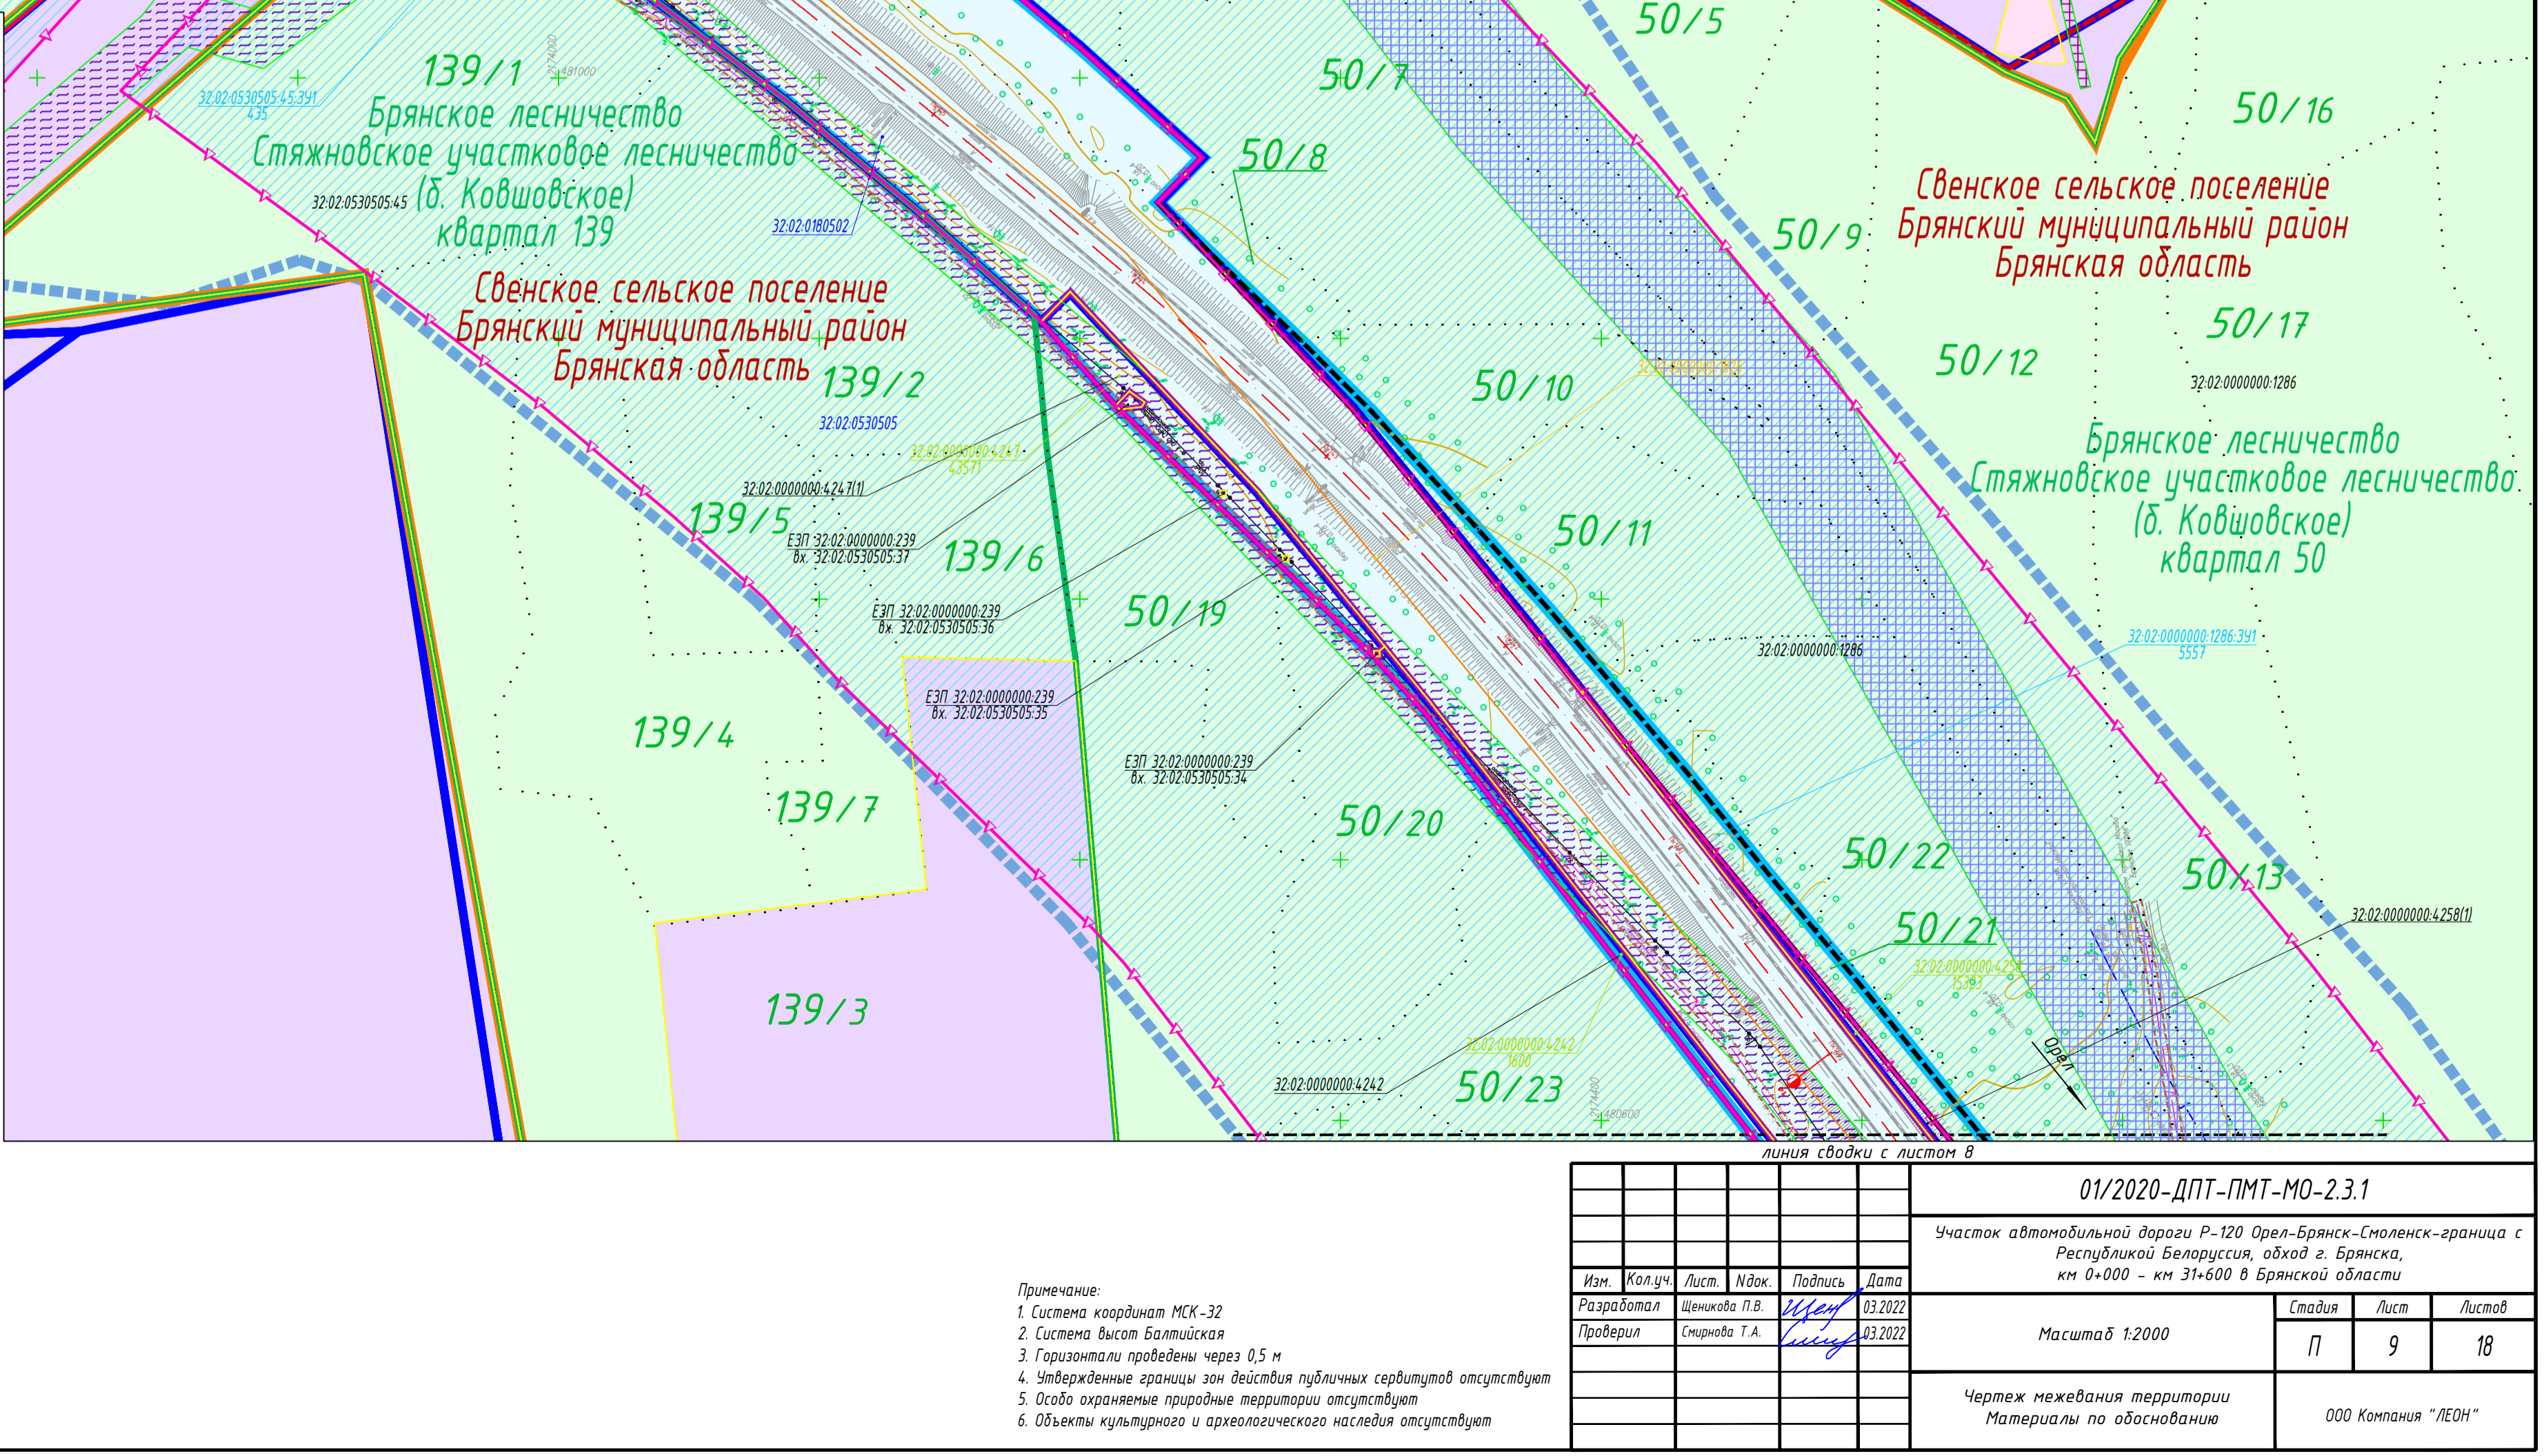 50/5
139/1
50/7
2174000
481000
50/16
32:02:0530505:45:ЗУ1
435
Брянское лесничество
Стяжновское участковое лесничество
(б. Ковшовское)
квартал 139
32:02:0530505:45
50/8
Свенское сельское поселение
Брянский муниципальный район
Брянская область
32:02:0180502
50/9
Свенское сельское поселение
Брянский муниципальный район
Брянская область
50/17
50/12
139/2
50/10
32:02:0000000:1286
32:02:0530505
32:02:0000000:4247
43571
Брянское лесничество
Стяжновское участковое лесничество
(б. Ковшовское)
квартал 50
32:02:0000000:4247(1)
139/5
50/11
ЕЗП 32:02:0000000:239
вх. 32:02:0530505:37
139/6
50/19
ЕЗП 32:02:0000000:239
вх. 32:02:0530505:36
32:02:0000000:1286
32:02:0000000:1286:ЗУ1
5557
ЕЗП 32:02:0000000:239
вх. 32:02:0530505:35
139/4
ЕЗП 32:02:0000000:239
вх. 32:02:0530505:34
139/7
50/20
50/22
50/13
50/21
32:02:0000000:4258(1)
32:02:0000000:4258
15323
139/3
32:02:0000000:4242
1600
Орел
32:02:0000000:4242
50/23
2174400
480600
линия сводки с листом 8
Примечание:
1. Система координат МСК-32
2. Система высот Балтийская
3. Горизонтали проведены через 0,5 м
4. Утвержденные границы зон действия публичных сервитутов отсутствуют
5. Особо охраняемые природные территории отсутствуют
6. Объекты культурного и археологического наследия отсутствуют
01/2020-ДПТ-ПМТ-МО-2.3.1
Участок автомобильной дороги Р-120 Орел-Брянск-Смоленск-граница с
Республикой Белоруссия, обход г. Брянска,
км 0+000 - км 31+600 в Брянской области
Изм. Кол.уч. Лист. Nдок. Подпись Дата
Разработал Щеникова П.В. 03.2022
Проверил Смирнова Т.А. 03.2022
Масштаб 1:2000
Стадия Лист Листов
П 9 18
Чертеж межевания территории
Материалы по обоснованию
ООО Компания "ЛЕОН"